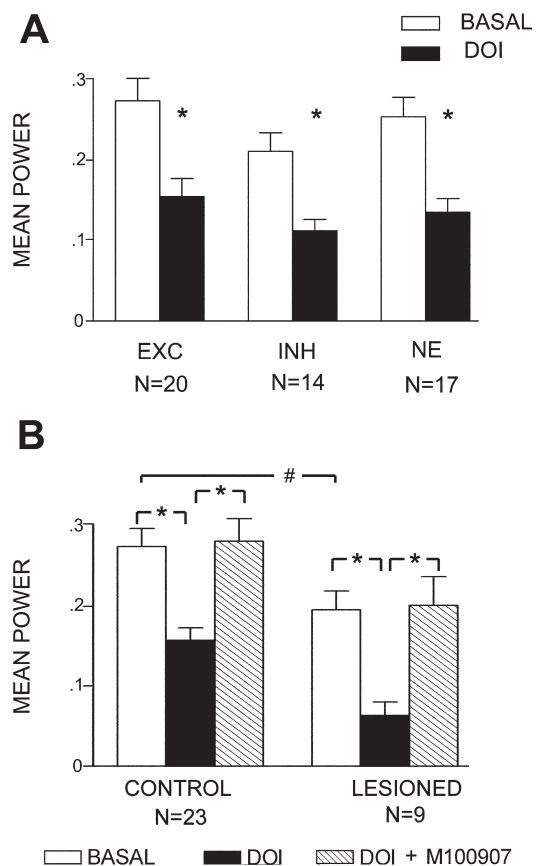 A
BASAL
DOI
MEAN POWER
.3
.2
.1
0
*
*
*
EXC
INH
NE
N=20
N=14
N=17
B
#
*
*
*
*
MEAN POWER
.3
.2
.1
0
CONTROL
LESIONED
N=23
N=9
BASAL DOI DOI + M100907